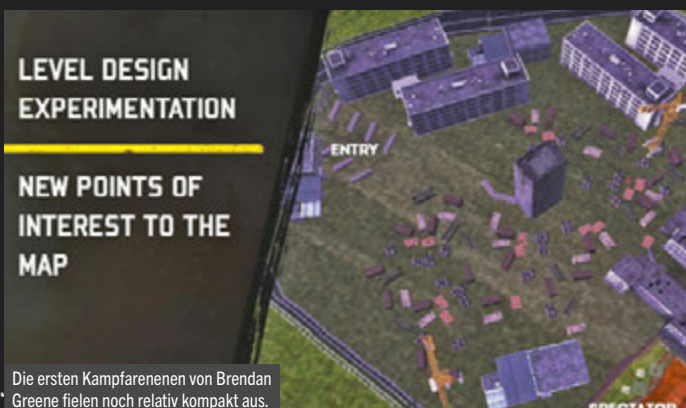 LEVEL DESIGN
EXPERIMENTATION
NEW POINTS OF
INTEREST TO THE
MAP
ENTRY
SPECTATOR
Die ersten Kampfarenenen von Brendan
Greene fielen noch relativ kompakt aus.